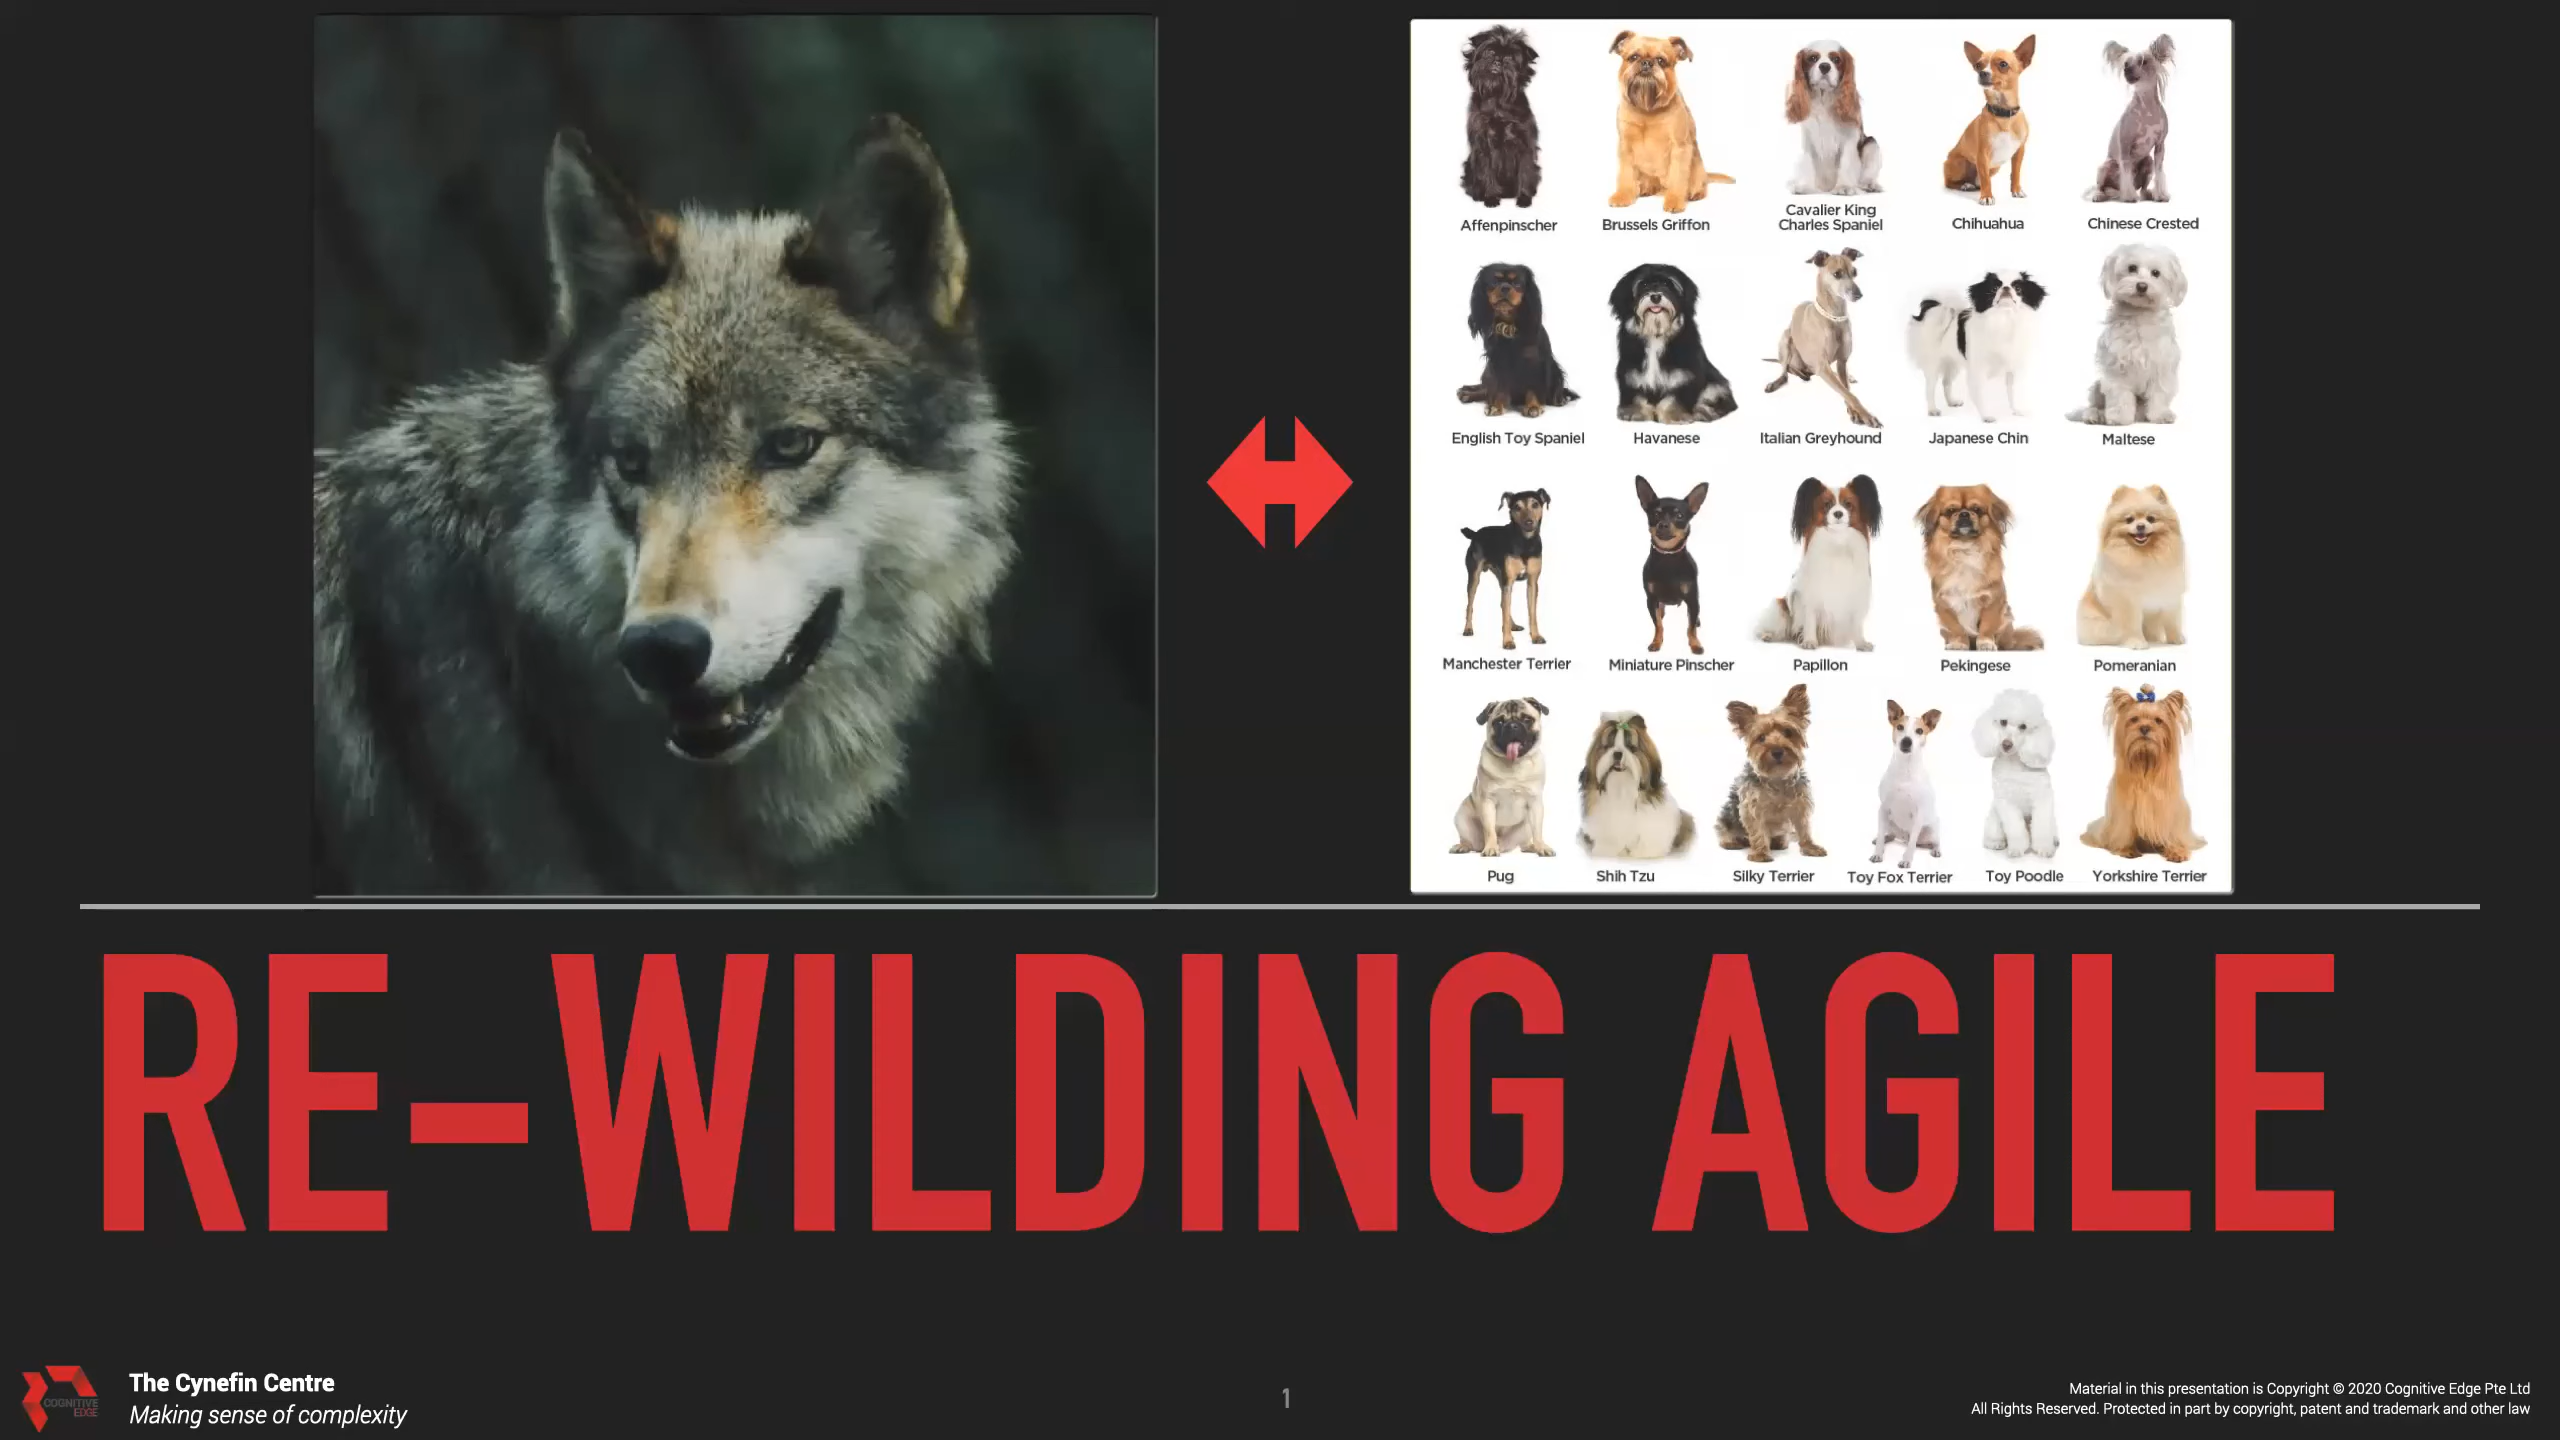 Affenpinscher
Brussels Griffon
Cavalier King
Charles Spaniel
Chihuahua
Chinese Crested
English Toy Spaniel
Havanese
Italian Greyhound
Japanese Chin
Maltese
Manchester Terrier
Miniature Pinscher
Papillon
Pekingese
Pomeranian
Pug
Shih Tzu
Silky Terrier
Toy Fox Terrier
Toy Poodle
Yorkshire Terrier
RE-WILDING AGILE
COGNITIVE
EDGE
The Cynefin Centre
Making sense of complexity
1
Material in this presentation is Copyright © 2020 Cognitive Edge Pte Ltd
All Rights Reserved. Protected in part by copyright, patent and trademark and other law